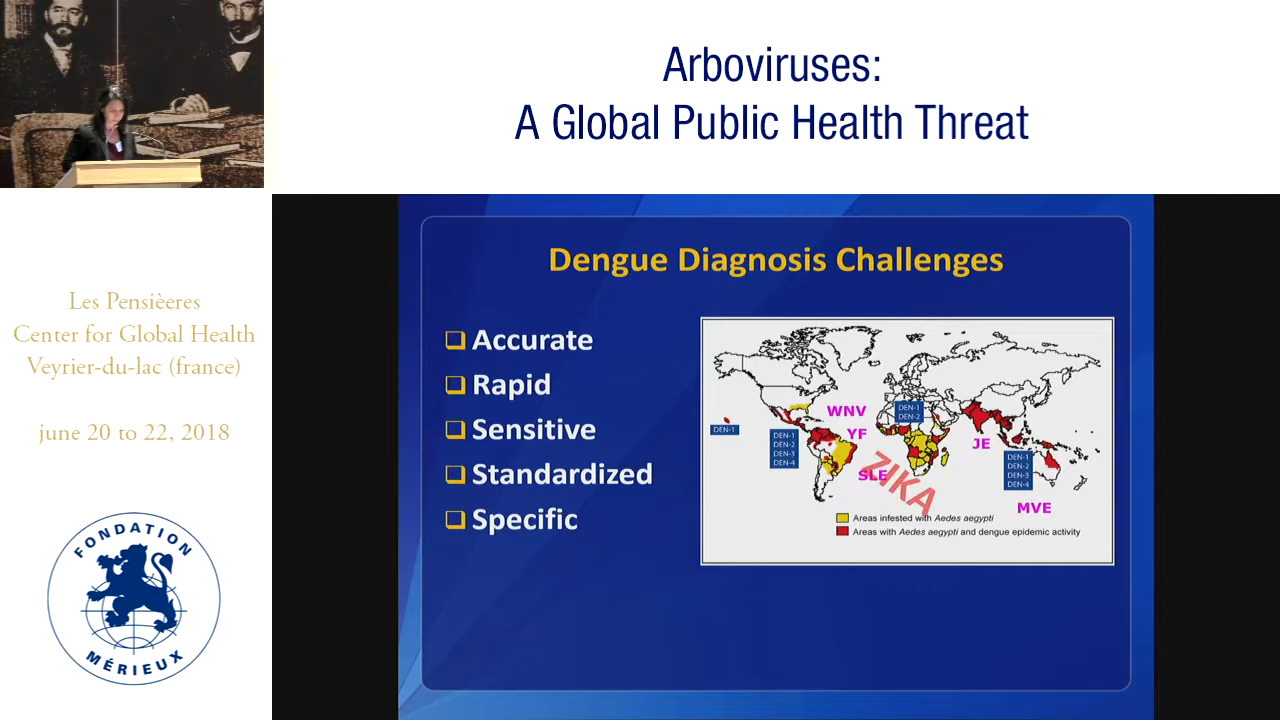 Arboviruses:
A Global Public Health Threat
Les Pensièeres
Center for Global Health
Veyrier-du-lac (france)
june 20 to 22, 2018
FONDATION
MÉRIEUX
Dengue Diagnosis Challenges
Accurate
Rapid
Sensitive
Standardized
Specific
WNV
YF
SLE
ZIKA
JE
MVE
DEN-1
DEN-1
DEN-2
DEN-3
DEN-4
DEN-1
DEN-2
DEN-1
DEN-2
DEN-3
DEN-4
Areas infested with Aedes aegypti
Areas with Aedes aegypti and dengue epidemic activity